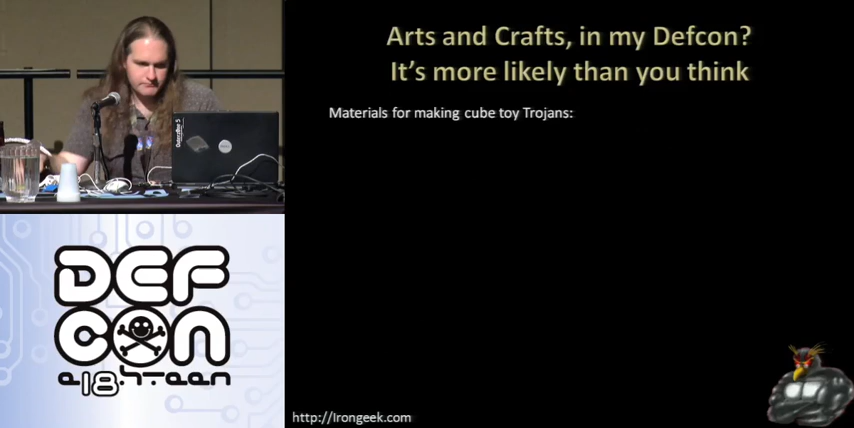 Arts and Crafts, in my Defcon?
It's more likely than you think
Materials for making cube toy Trojans:
DEF
CON
e18hteen
http://Irongeek.com